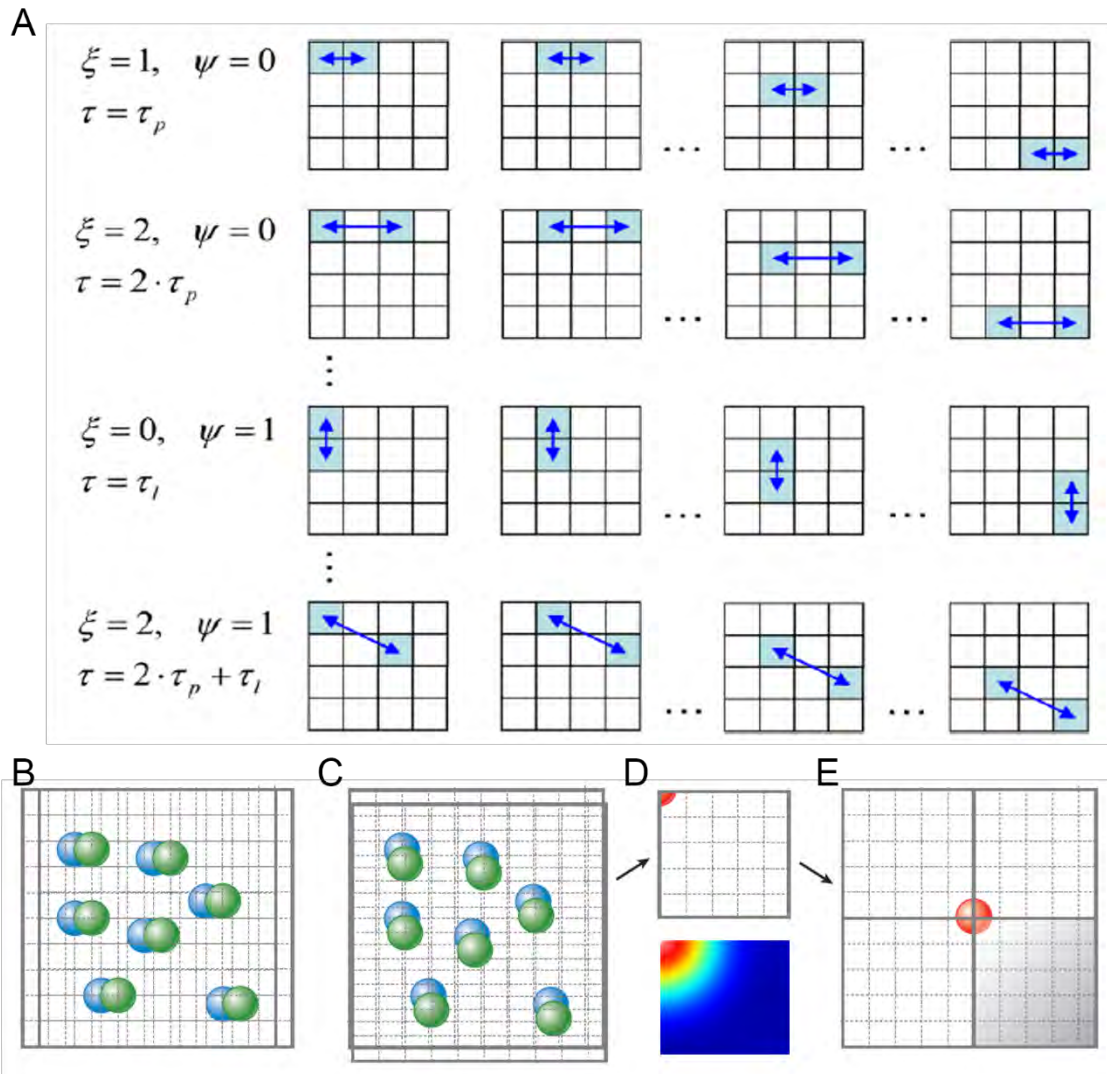 A
ξ = 1, ψ = 0
τ = τ_p
... ...
ξ = 2, ψ = 0
τ = 2 · τ_p
... ...
⋮
ξ = 0, ψ = 1
τ = τ_l
... ...
⋮
ξ = 2, ψ = 1
τ = 2 · τ_p + τ_l
... ...
B C D E